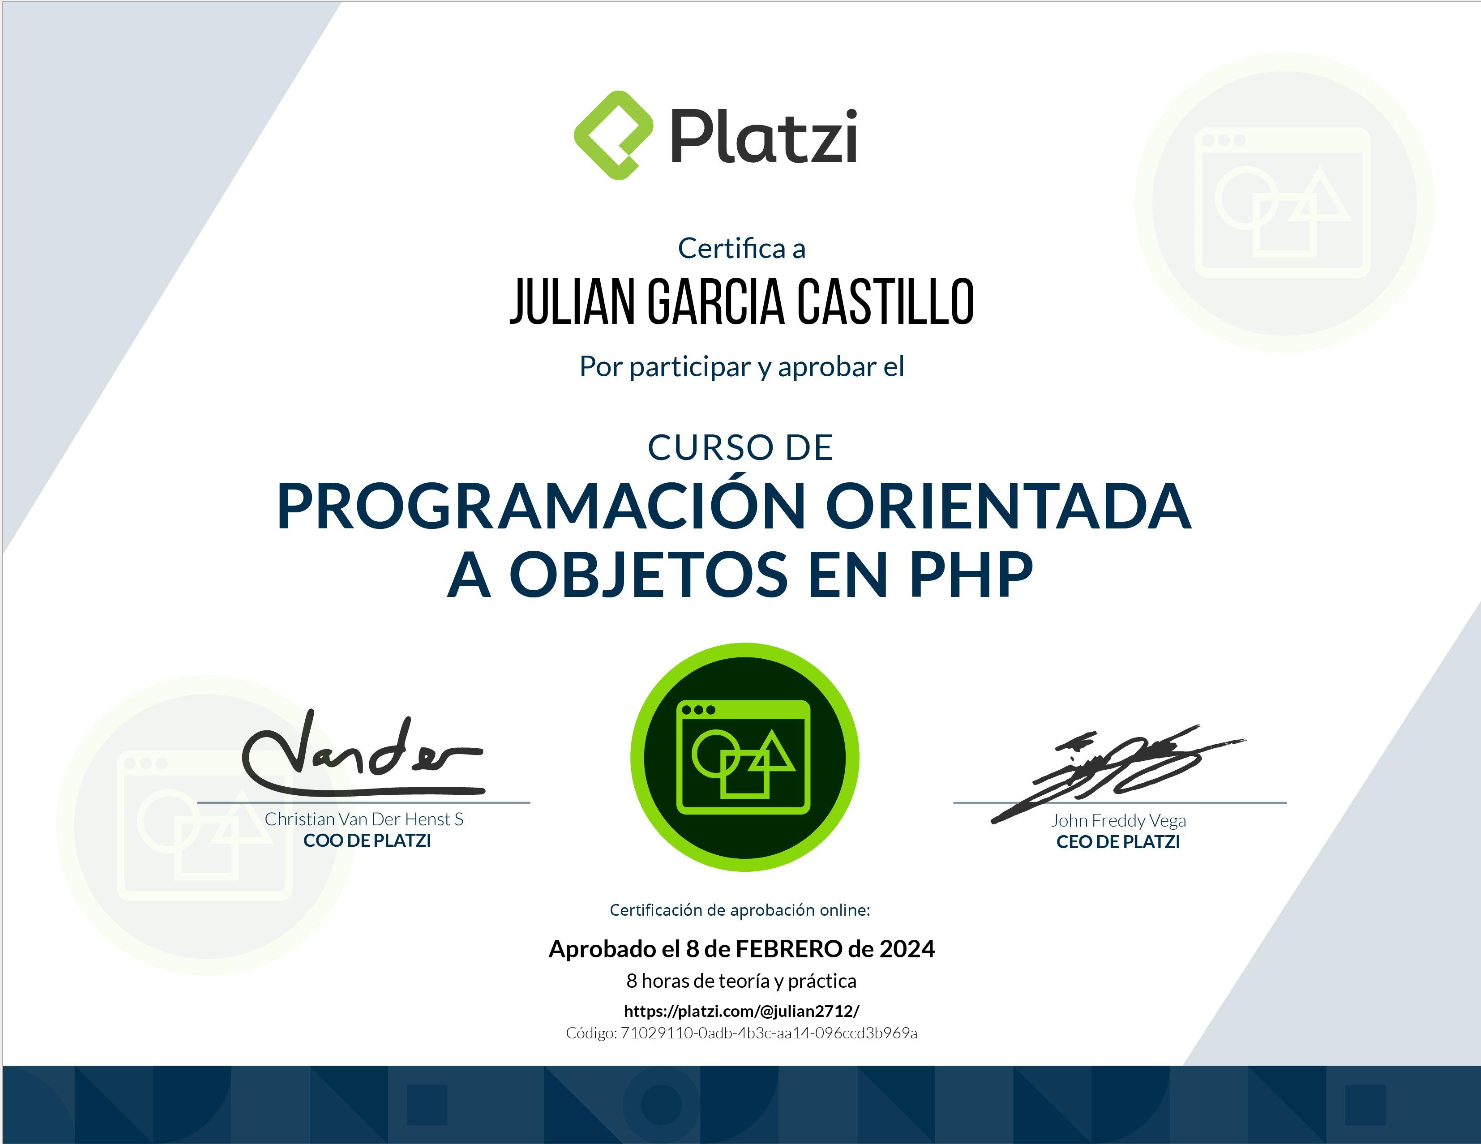 Platzi
Certifica a
JULIAN GARCIA CASTILLO
Por participar y aprobar el
CURSO DE
PROGRAMACIÓN ORIENTADA
A OBJETOS EN PHP
Vander
Christian Van Der Henst S
COO DE PLATZI
John Freddy Vega
CEO DE PLATZI
Certificación de aprobación online:
Aprobado el 8 de FEBRERO de 2024
8 horas de teoría y práctica
https://platzi.com/@julian2712/
Código: 71029110-0adb-4b3c-aa14-096ccd3b969a